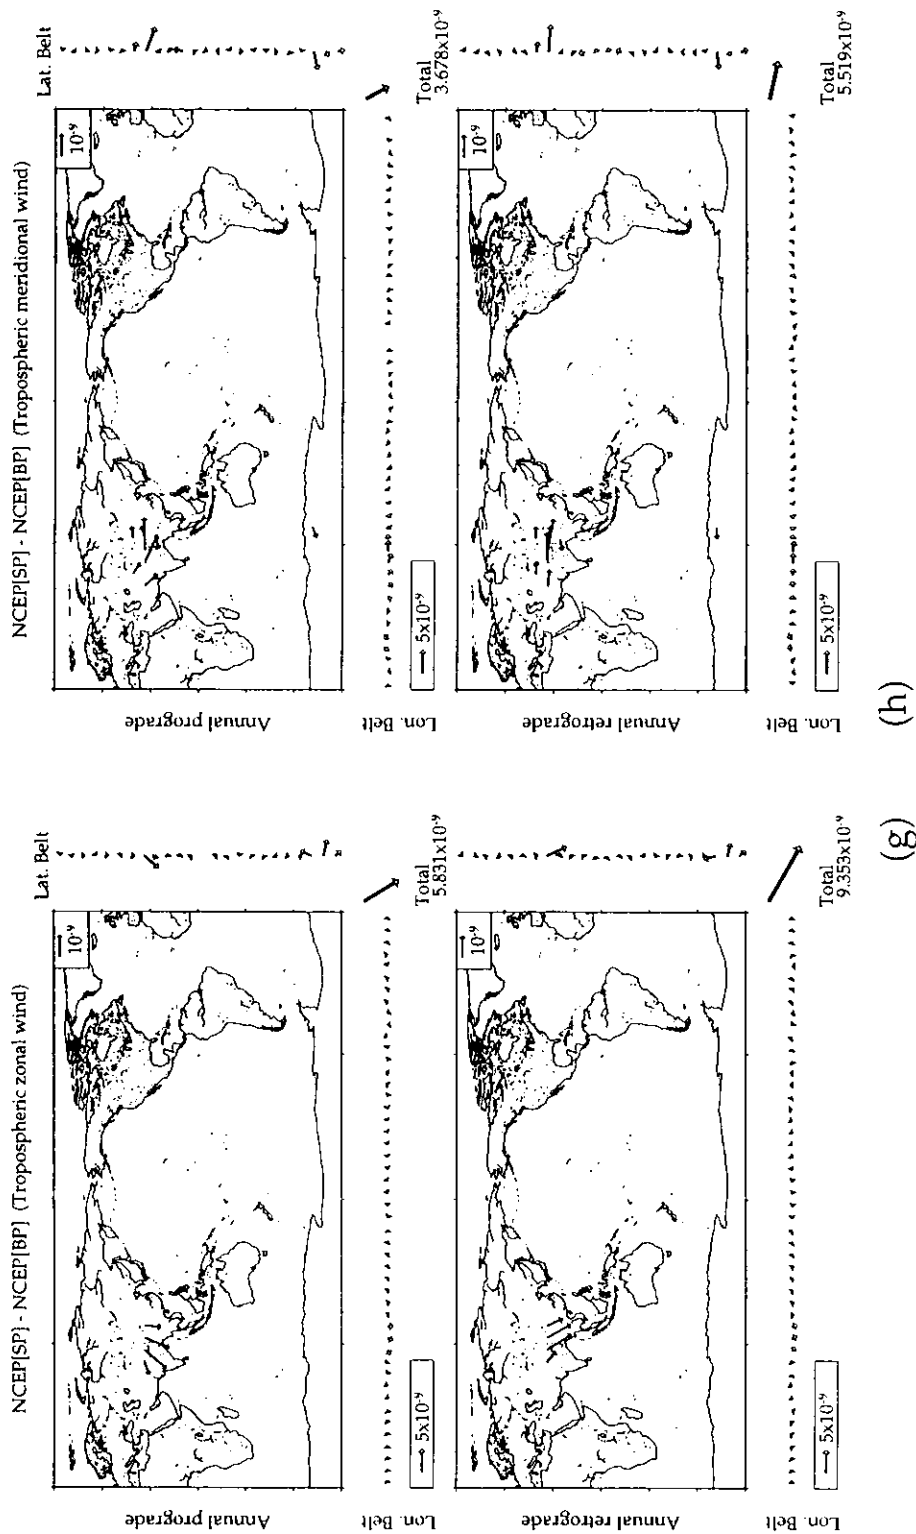 NCEP[SP] - NCEP[BP] (Tropospheric zonal wind)
Lat. Belt
Annual prograde
10⁻⁹
Lon. Belt
5x10⁻⁹
Total
5.831x10⁻⁹
Annual retrograde
10⁻⁹
Lon. Belt
5x10⁻⁹
Total
9.353x10⁻⁹
(g)
NCEP[SP] - NCEP[BP] (Tropospheric meridional wind)
Lat. Belt
Annual prograde
10⁻⁹
Lon. Belt
5x10⁻⁹
Total
3.678x10⁻⁹
Annual retrograde
10⁻⁹
Lon. Belt
5x10⁻⁹
Total
5.519x10⁻⁹
(h)